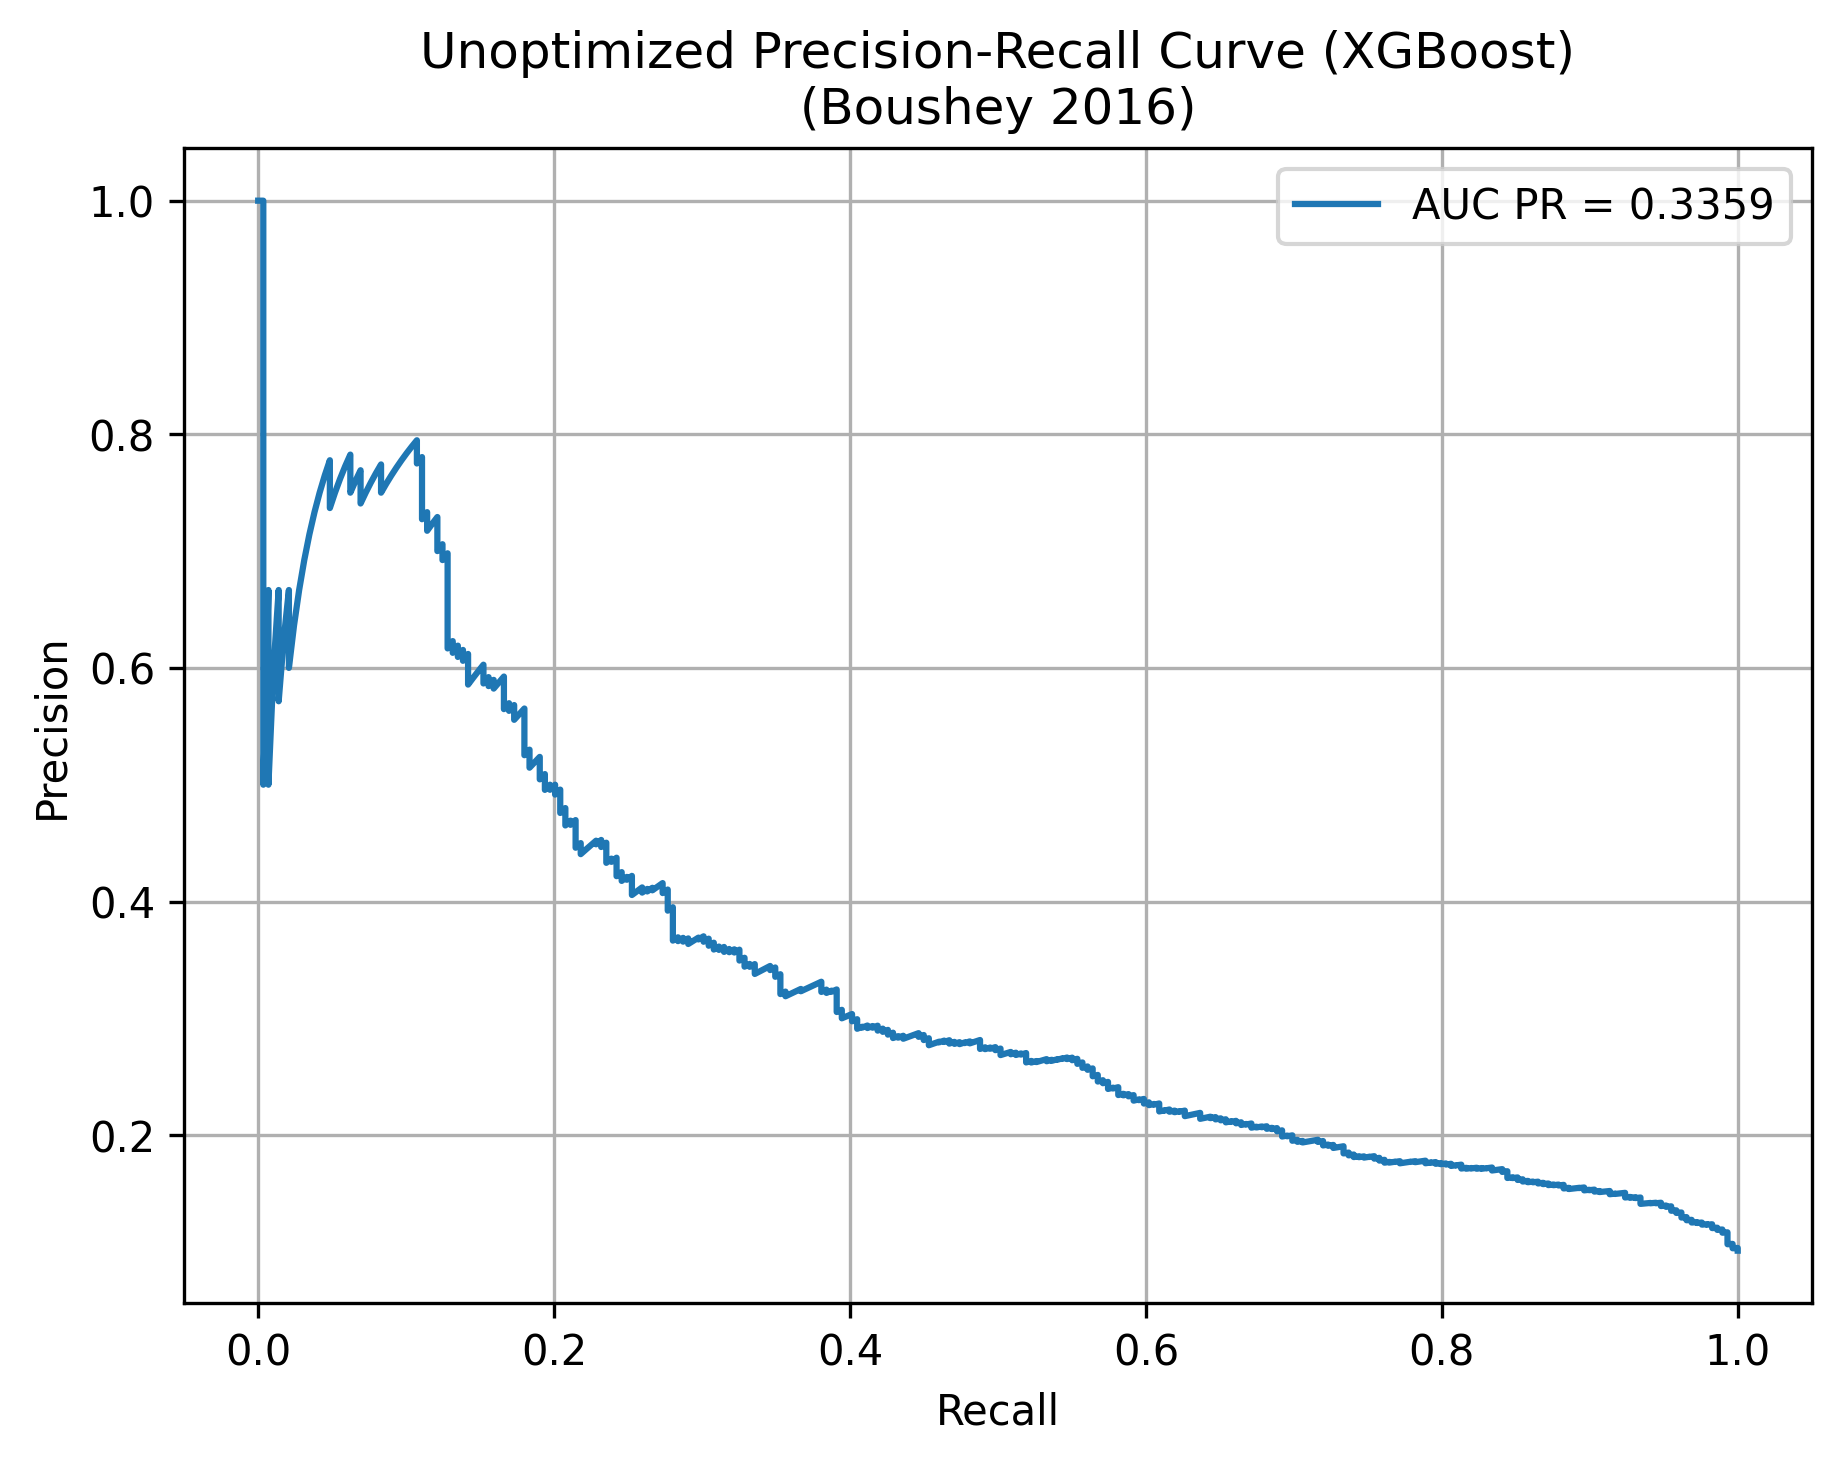 Unoptimized Precision-Recall Curve (XGBoost)
(Boushey 2016)
AUC PR = 0.3359
Precision
1.0
0.8
0.6
0.4
0.2
0.0 0.2 0.4 0.6 0.8 1.0
Recall